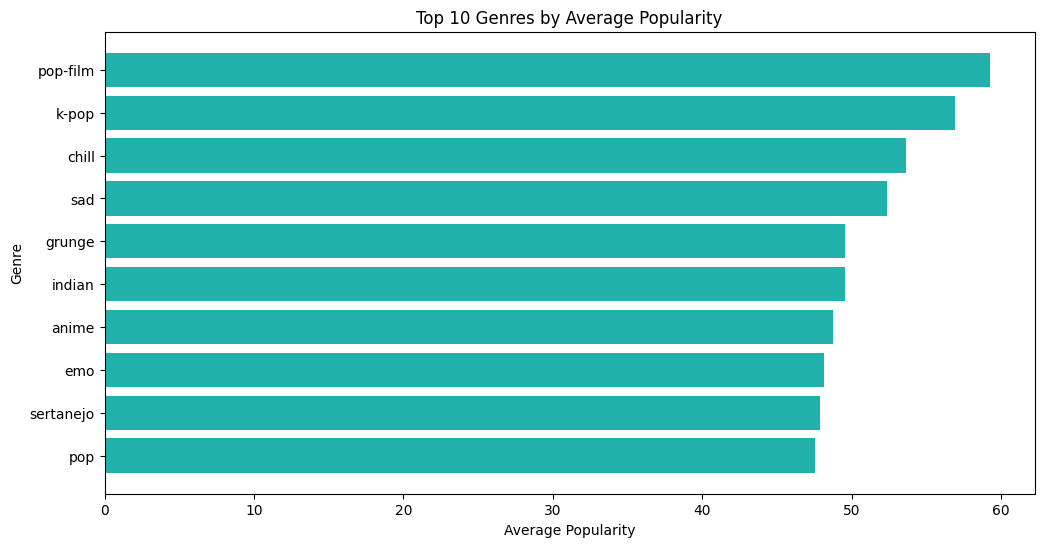 Top 10 Genres by Average Popularity
Genre
pop-film
k-pop
chill
sad
grunge
indian
anime
emo
sertanejo
pop
0 10 20 30 40 50 60
Average Popularity